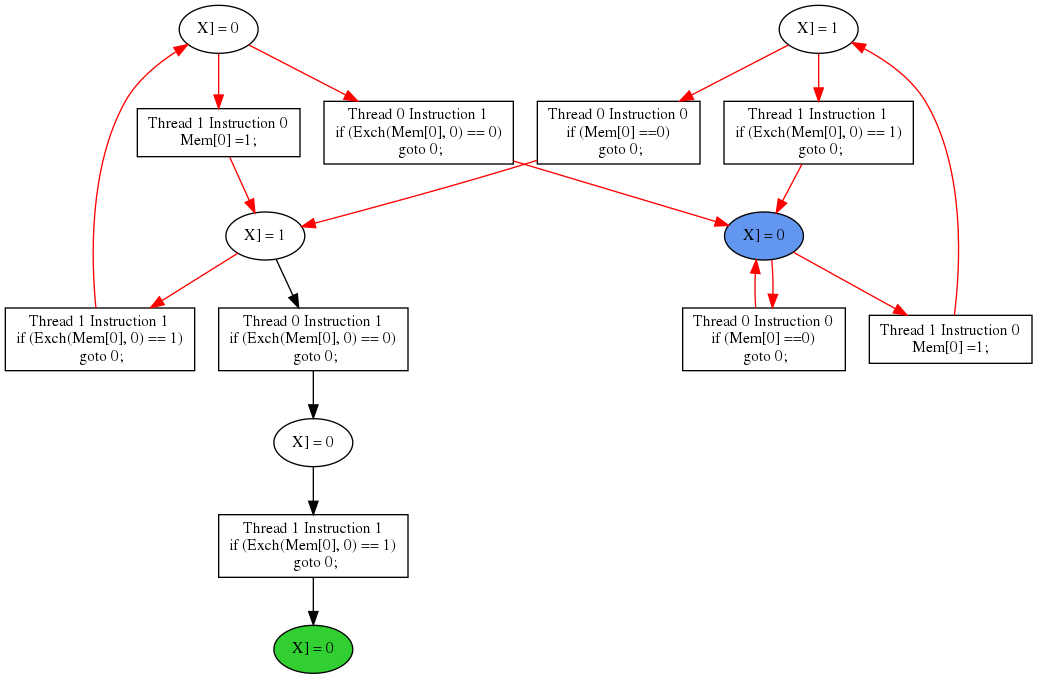 X] = 0
X] = 1
Thread 1 Instruction 0
Mem[0] =1;
Thread 0 Instruction 1
if (Exch(Mem[0], 0) == 0)
goto 0;
Thread 0 Instruction 0
if (Mem[0] ==0)
goto 0;
Thread 1 Instruction 1
if (Exch(Mem[0], 0) == 1)
goto 0;
X] = 1
X] = 0
Thread 1 Instruction 1
if (Exch(Mem[0], 0) == 1)
goto 0;
Thread 0 Instruction 1
if (Exch(Mem[0], 0) == 0)
goto 0;
Thread 0 Instruction 0
if (Mem[0] ==0)
goto 0;
Thread 1 Instruction 0
Mem[0] =1;
X] = 0
Thread 1 Instruction 1
if (Exch(Mem[0], 0) == 1)
goto 0;
X] = 0